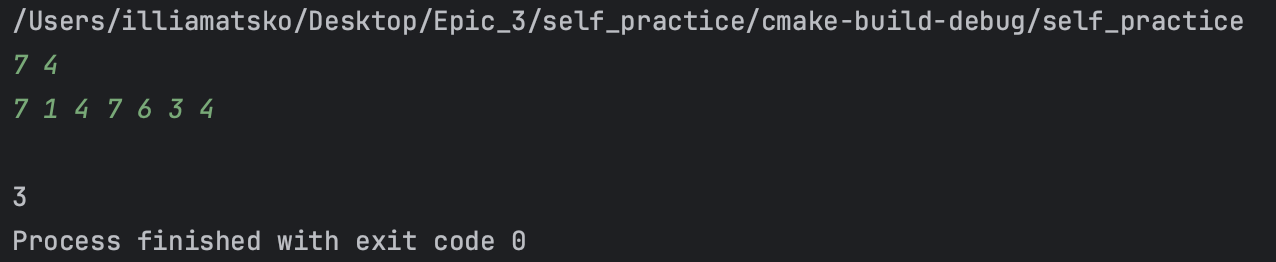 /Users/illiamatsko/Desktop/Epic_3/self_practice/cmake-build-debug/self_practice
7 4
7 1 4 7 6 3 4
3
Process finished with exit code 0